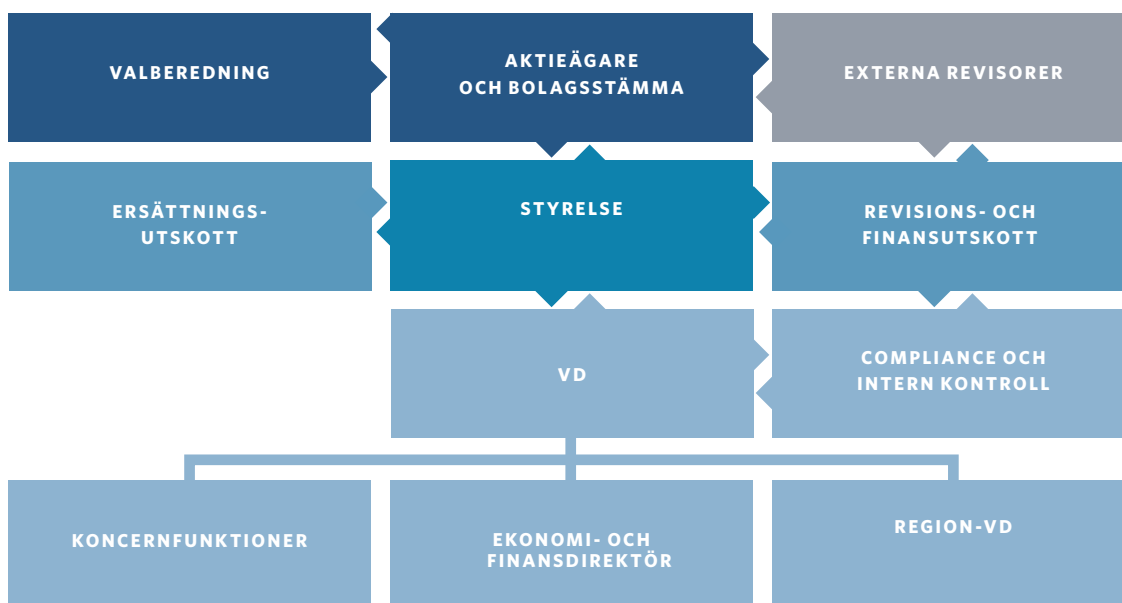 VALBEREDNING
AKTIEÄGARE
OCH BOLAGSSTÄMMA
EXTERNA REVISORER
ERSÄTTNINGS-
UTSKOTT
STYRELSE
REVISIONS- OCH
FINANSUTSKOTT
VD
COMPLIANCE OCH
INTERN KONTROLL
KONCERNFUNKTIONER
EKONOMI- OCH
FINANSDIREKTÖR
REGION-VD